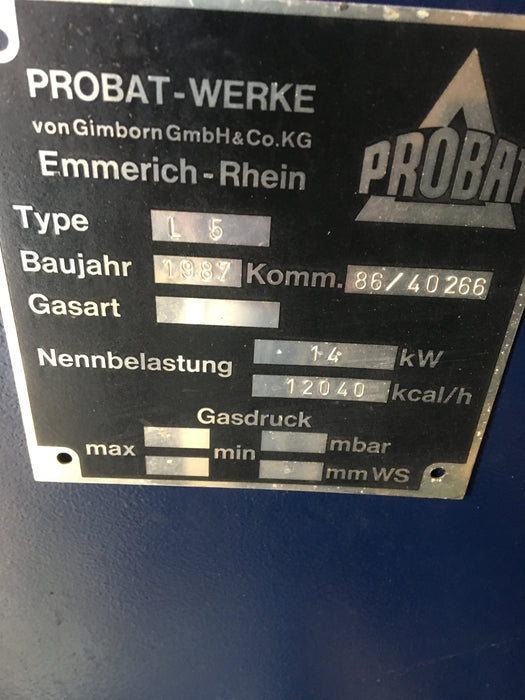 PROBAT-WERKE
von Gimborn GmbH & Co. KG
Emmerich-Rhein
PROBAT
Type L 5
Baujahr 1987 Komm. 86/40266
Gasart
Nennbelastung 14 kW
12040 kcal/h
Gasdruck
max min mbar
mm WS